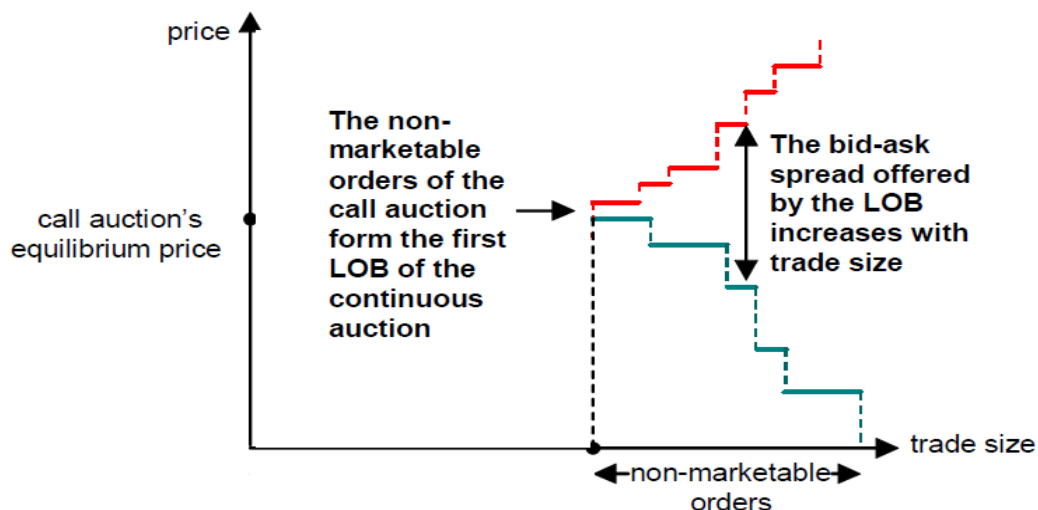 price
The non-
marketable
orders of the
call auction
form the first
LOB of the
continuous
auction
The bid-ask
spread offered
by the LOB
increases with
trade size
call auction's
equilibrium price
trade size
non-marketable
orders